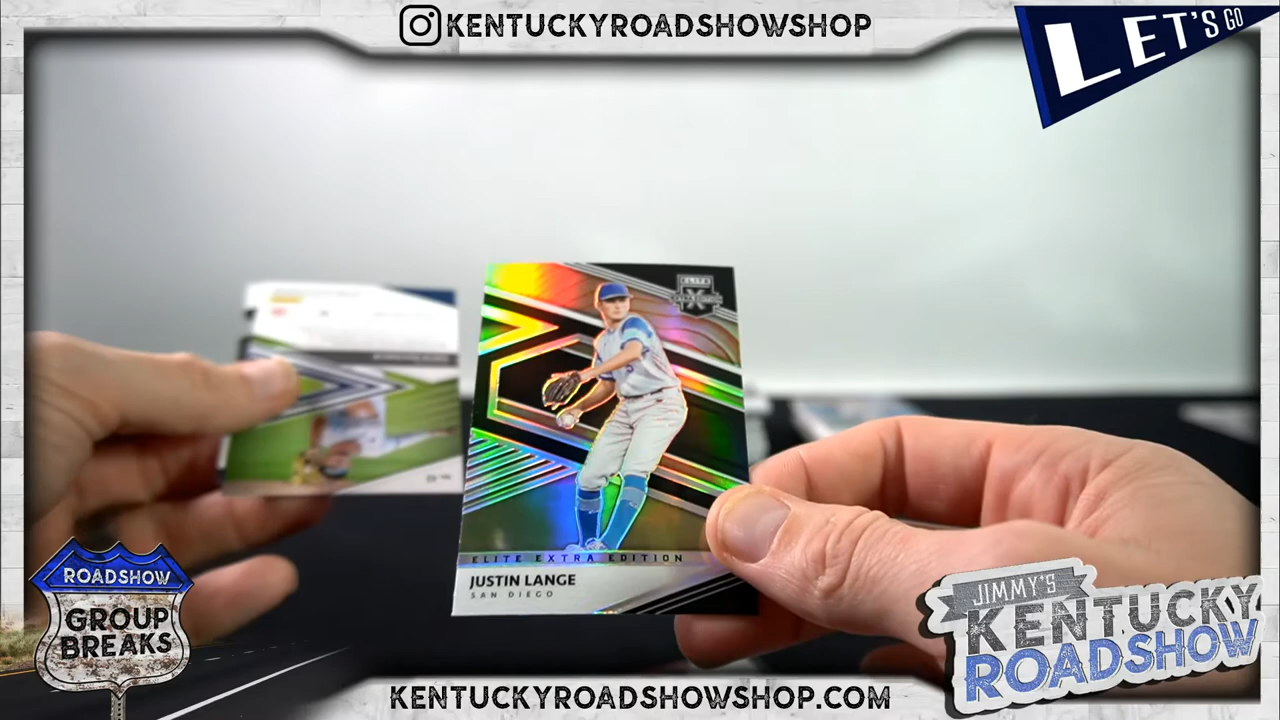 KENTUCKYROADSHOWSHOP
LET'S GO
ELITE
EXTRA EDITION
ELITE EXTRA EDITION
JUSTIN LANGE
SAN DIEGO
ROADSHOW
GROUP
BREAKS
JIMMY'S
KENTUCKY
ROADSHOW
KENTUCKYROADSHOWSHOP.COM